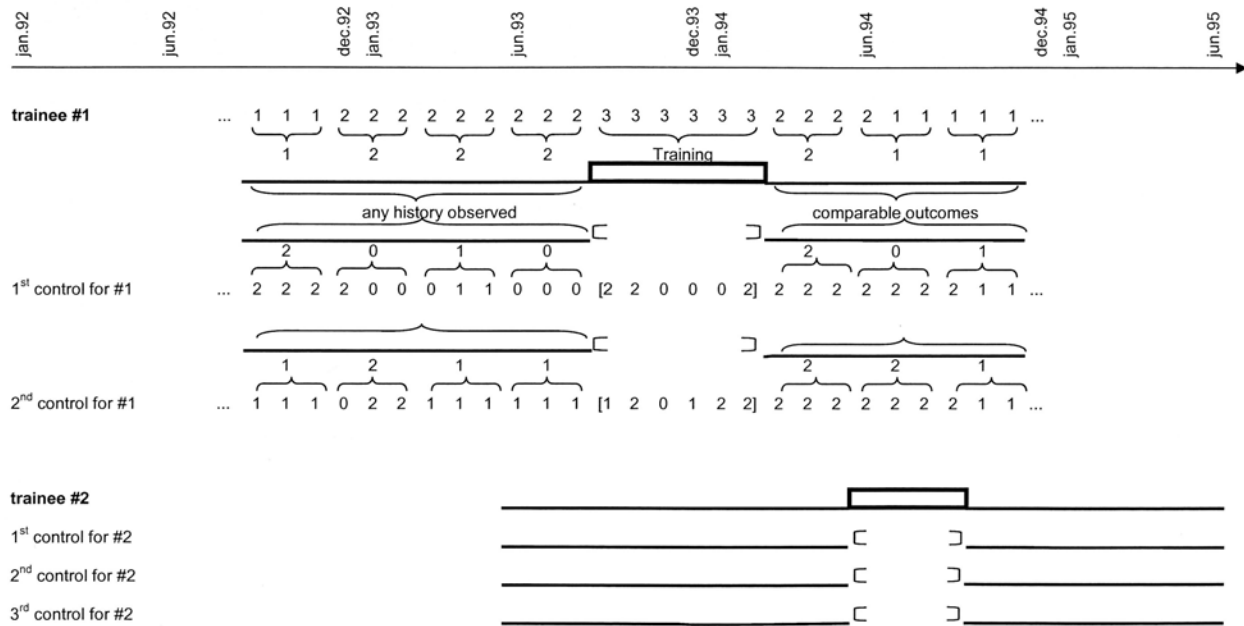 jan.92 jun.92 dec.92 jan.93 jun.93 dec.93 jan.94 jun.94 dec.94 jan.95 jun.95
trainee #1 ... 1 1 1 2 2 2 2 2 2 2 2 2 3 3 3 3 3 3 2 2 2 2 1 1 1 1 1 ...
1 2 2 2 Training 2 1 1
any history observed comparable outcomes
2 0 1 0 2 0 1
1st control for #1 ... 2 2 2 2 0 0 0 1 1 0 0 0 [2 2 0 0 0 2] 2 2 2 2 2 2 2 1 1 ...
1 2 1 1 2 2 1
2nd control for #1 ... 1 1 1 0 2 2 1 1 1 1 1 1 [1 2 0 1 2 2] 2 2 2 2 2 2 2 1 1 ...
trainee #2
1st control for #2
2nd control for #2
3rd control for #2